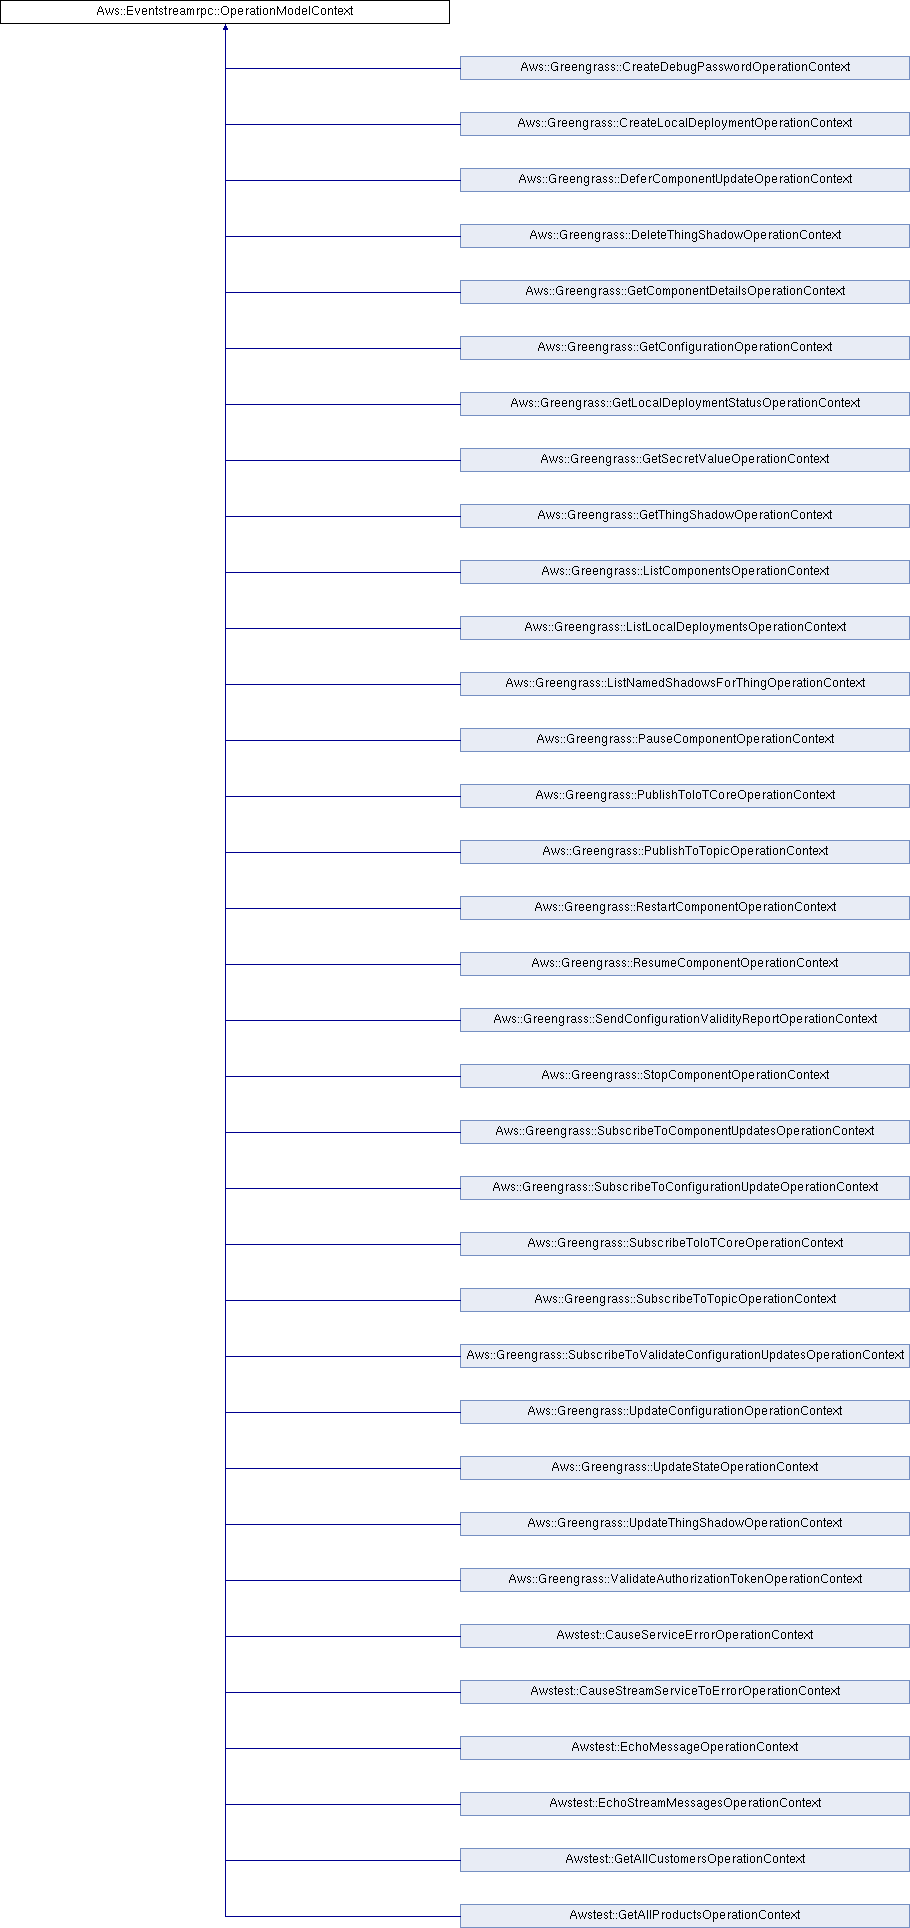 Aws::Eventstreamrpc::OperationModelContext
Aws::Greengrass::CreateDebugPasswordOperationContext
Aws::Greengrass::CreateLocalDeploymentOperationContext
Aws::Greengrass::DeferComponentUpdateOperationContext
Aws::Greengrass::DeleteThingShadowOperationContext
Aws::Greengrass::GetComponentDetailsOperationContext
Aws::Greengrass::GetConfigurationOperationContext
Aws::Greengrass::GetLocalDeploymentStatusOperationContext
Aws::Greengrass::GetSecretValueOperationContext
Aws::Greengrass::GetThingShadowOperationContext
Aws::Greengrass::ListComponentsOperationContext
Aws::Greengrass::ListLocalDeploymentsOperationContext
Aws::Greengrass::ListNamedShadowsForThingOperationContext
Aws::Greengrass::PauseComponentOperationContext
Aws::Greengrass::PublishToIoTCoreOperationContext
Aws::Greengrass::PublishToTopicOperationContext
Aws::Greengrass::RestartComponentOperationContext
Aws::Greengrass::ResumeComponentOperationContext
Aws::Greengrass::SendConfigurationValidityReportOperationContext
Aws::Greengrass::StopComponentOperationContext
Aws::Greengrass::SubscribeToComponentUpdatesOperationContext
Aws::Greengrass::SubscribeToConfigurationUpdateOperationContext
Aws::Greengrass::SubscribeToIoTCoreOperationContext
Aws::Greengrass::SubscribeToTopicOperationContext
Aws::Greengrass::SubscribeToValidateConfigurationUpdatesOperationContext
Aws::Greengrass::UpdateConfigurationOperationContext
Aws::Greengrass::UpdateStateOperationContext
Aws::Greengrass::UpdateThingShadowOperationContext
Aws::Greengrass::ValidateAuthorizationTokenOperationContext
Awstest::CauseServiceErrorOperationContext
Awstest::CauseStreamServiceToErrorOperationContext
Awstest::EchoMessageOperationContext
Awstest::EchoStreamMessagesOperationContext
Awstest::GetAllCustomersOperationContext
Awstest::GetAllProductsOperationContext